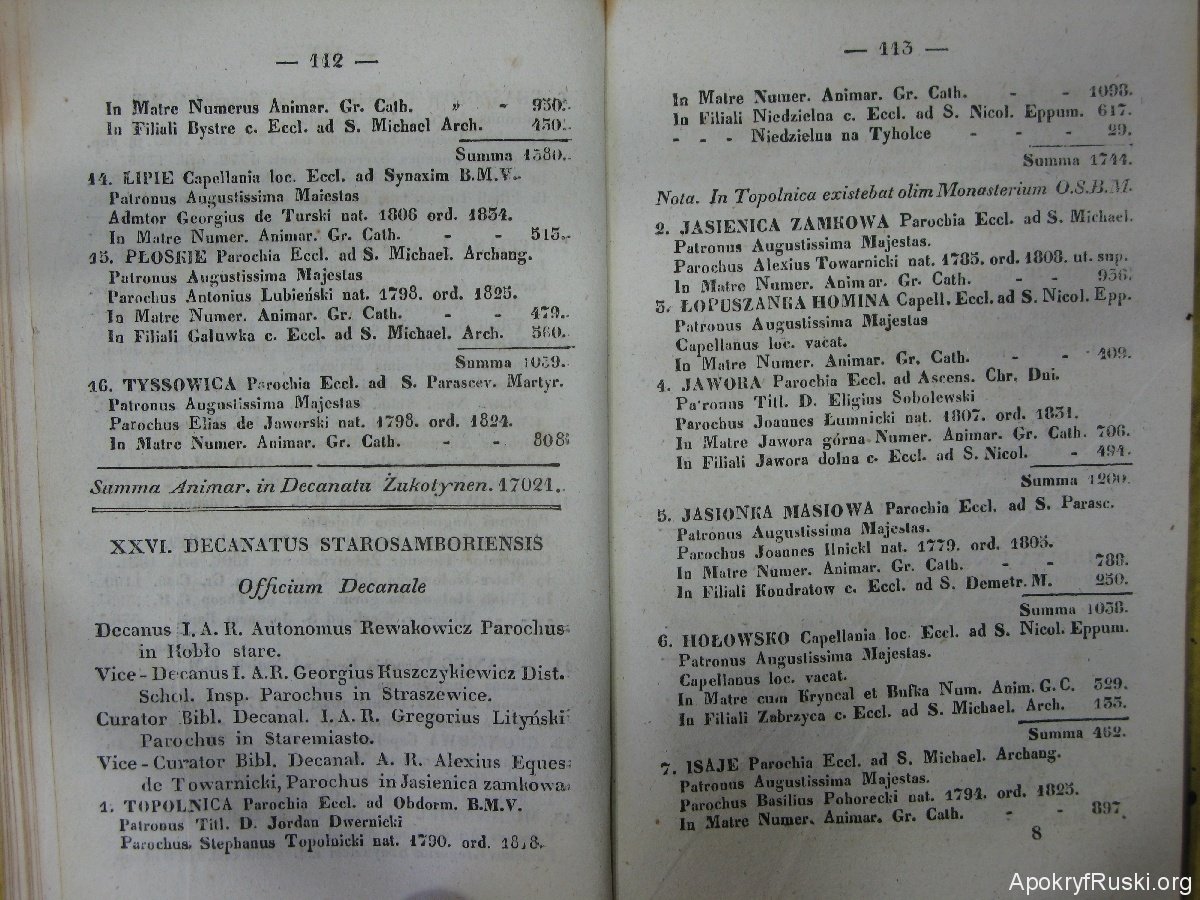 — 112 —
In Matre Numerus Animar. Gr. Cath. „ - 930.
In Filiali Bystre c. Eccl. ad S. Michael Arch. 450.
Summa 1380.
14. ŁIPIE Capellania loc. Eccl. ad Synaxim B.M.V.
Patronus Augustissima Maiestas
Admtor Georgius de Turski nat. 1806 ord. 1834.
In Matre Numer. Animar. Gr. Cath. - - 515.
15. PŁOSKIE Parochia Eccl. ad S. Michael. Archang.
Patronus Augustissima Majestas
Parochus Antonius Lubieński nat. 1798. ord. 1825.
In Matre Numer. Animar. Gr. Cath. - - 479.
In Filiali Galuwka c. Eccl. ad S. Michael. Arch. 560.
Summa 1039.
16. TYSSOWICA Parochia Eccl. ad S. Parascev. Martyr.
Patronus Augustissima Majestas
Parochus Elias de Jaworski nat. 1798. ord. 1824.
In Matre Numer. Animar. Gr. Cath. - - 808.
Summa Animar. in Decanatu Żukotynen. 17021.
XXVI. DECANATUS STAROSAMBORIENSIS
Officium Decanale
Decanus I. A. R. Autonomus Rewakowicz Parochus
in Kobło stare.
Vice-Decanus I. A.R. Georgius Kuszczykiewicz Dist.
Schol. Insp. Parochus in Straszewice.
Curator Bibl. Decanal. I. A. R. Gregorius Lityński
Parochus in Staremiasto.
Vice-Curator Bibl. Decanal. A. R. Alexius Eques
de Towarnicki, Parochus in Jasienica zamkowa
1. TOPOLNICA Parochia Eccl. ad Obdorm. B.M.V.
Patronus Titl. D. Jordan Dwernicki
Parochus. Stephanus Topolnicki nat. 1790. ord.
— 113 —
In Matre Numer. Animar. Gr. Cath. - - 1098.
In Filiali Niedzielna c. Eccl. ad S. Nicol. Eppum. 617.
- - - Niedzielna na Tyholce - - - 29.
Summa 1744.
Nota. In Topolnica existebat olim Monasterium O.S.B.M.
2. JASIENICA ZAMKOWA Parochia Eccl. ad S. Michael.
Patronus Augustissima Majestas.
Parochus Alexius Towarnicki nat. 1785. ord. 1808. ut. sup.
In Matre Numer. Animar. Gr. Cath. - 936.
3. ŁOPUSZANKA HOMINA Capell. Eccl. ad S. Nicol. Epp.
Patronus Augustissima Majestas
Capellanus loc. vacat.
In Matre Numer. Animar. Gr. Cath. - - 409.
4. JAWORA Parochia Eccl. ad Ascens. Chr. Dni.
Patronus Titl. D. Eligius Sobolewski
Parochus Joannes Łumnicki nat. 1807. ord. 1831.
In Matre Jawora górna Numer. Animar. Gr. Cath. 706.
In Filiali Jawora dolna c. Eccl. ad S. Nicol. - 494.
Summa 1200.
5. JASIONKA MASIOWA Parochia Eccl. ad S. Parasc.
Patronus Augustissima Majestas.
Parochus Joannes Ilnicki nat. 1779. ord. 1805.
In Matre Numer. Animar. Gr. Cath. - - 788.
In Filiali Kondratow c. Eccl. ad S. Demetr. M. 250.
Summa 1038.
6. HOŁOWSKO Capellania loc. Eccl. ad S. Nicol. Eppum.
Patronus Augustissima Majestas.
Capellanus loc. vacat.
In Matre cum Kryncal et Bufka Num. Anim. G. C. 329.
In Filiali Zabrzyca c. Eccl. ad S. Michael. Arch. 133.
Summa 462.
7. ISAJE Parochia Eccl. ad S. Michael. Archang.
Patronus Augustissima Majestas.
Parochus Basilius Pohorecki nat. 1794. ord. 1825.
In Matre Numer. Animar. Gr. Cath. - - 897.
8
ApokryfRuski.org